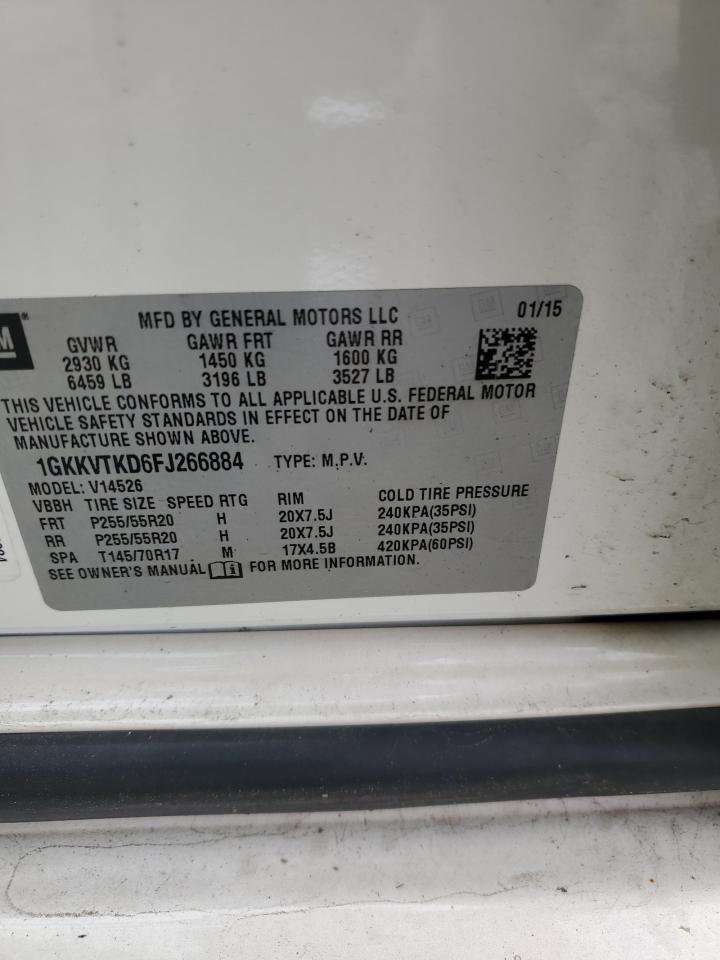 M
MFD BY GENERAL MOTORS LLC 01/15
GVWR GAWR FRT GAWR RR
2930 KG 1450 KG 1600 KG
6459 LB 3196 LB 3527 LB
THIS VEHICLE CONFORMS TO ALL APPLICABLE U.S. FEDERAL MOTOR
VEHICLE SAFETY STANDARDS IN EFFECT ON THE DATE OF
MANUFACTURE SHOWN ABOVE.
1GKKVTKD6FJ266884 TYPE: M.P.V.
MODEL: V14526
VBBH TIRE SIZE SPEED RTG RIM COLD TIRE PRESSURE
FRT P255/55R20 H 20X7.5J 240KPA(35PSI)
RR P255/55R20 H 20X7.5J 240KPA(35PSI)
SPA T145/70R17 M 17X4.5B 420KPA(60PSI)
SEE OWNER'S MANUAL FOR MORE INFORMATION.